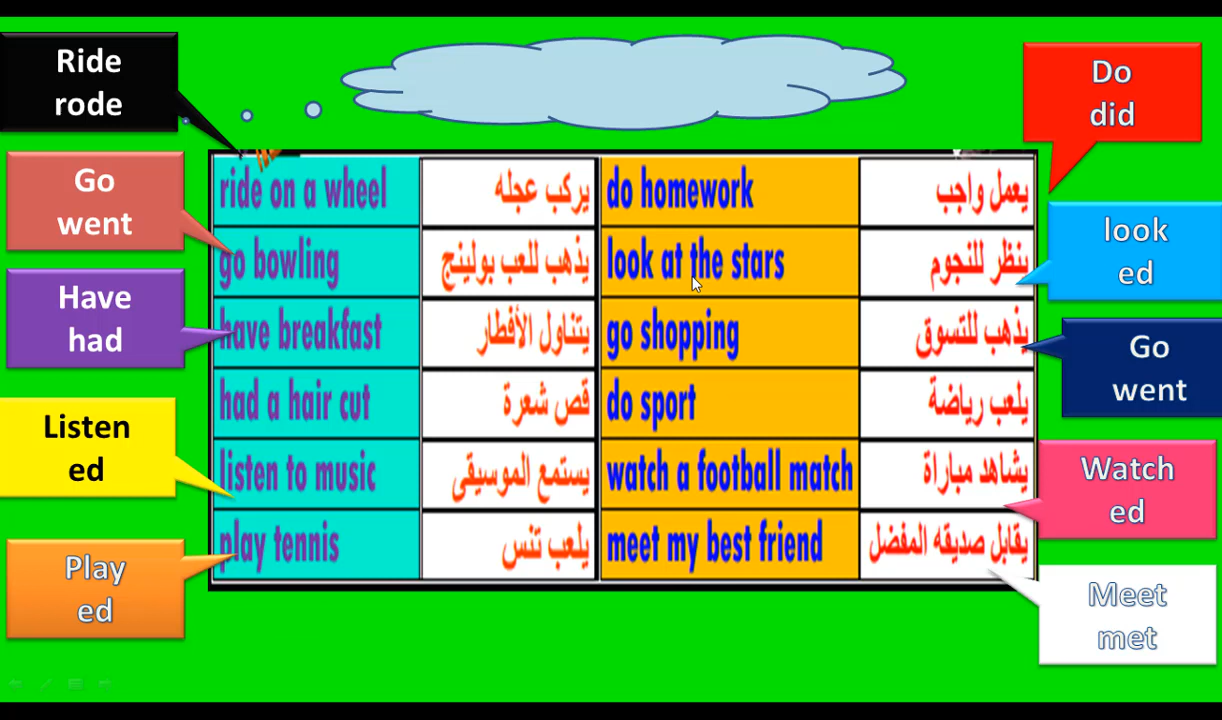 Ride
rode
Do
did
Go
went
look
ed
Have
had
Go
went
Listen
ed
Watch
ed
Play
ed
Meet
met
ride on a wheel يركب عجله do homework يعمل واجب
go bowling يذهب للعب بولينج look at the stars ينظر للنجوم
have breakfast يتناول الأفطار go shopping يذهب للتسوق
had a hair cut قص شعرة do sport يلعب رياضة
listen to music يستمع الموسيقى watch a football match يشاهد مباراة
play tennis يلعب تنس meet my best friend يقابل صديقه المفضل